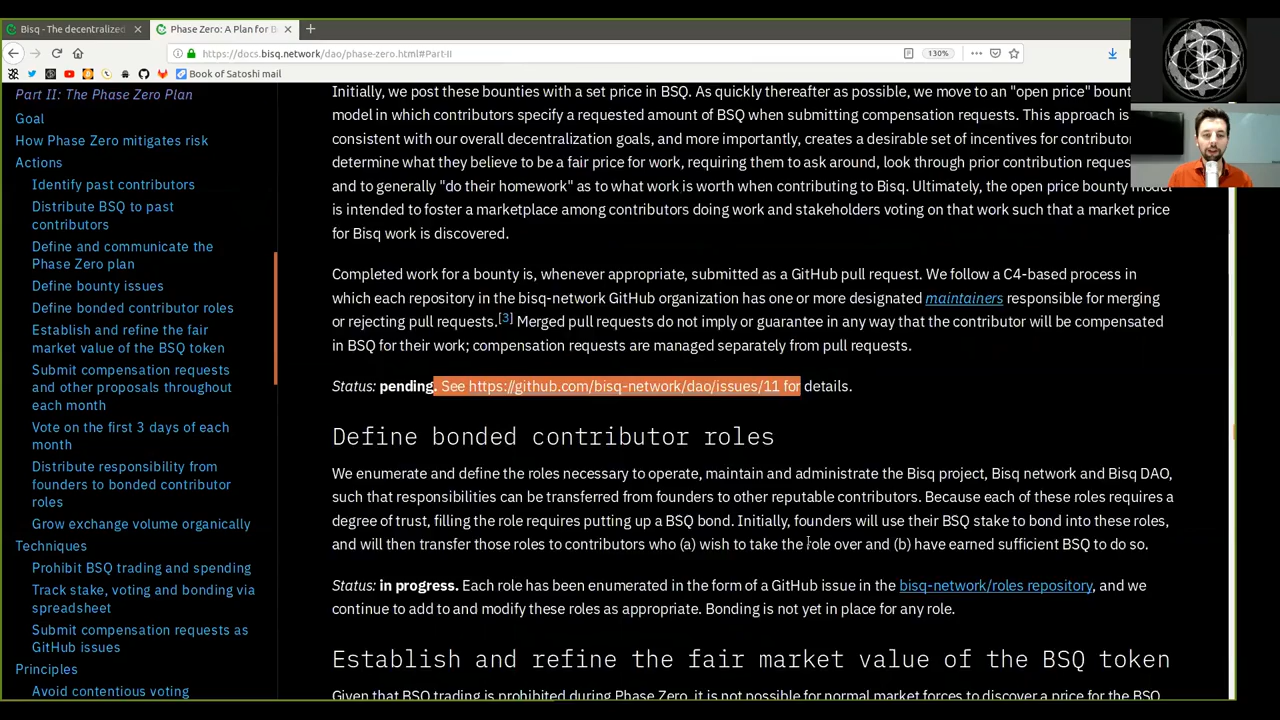 Bisq - The decentralized
Phase Zero: A Plan for B
https://docs.bisq.network/dao/phase-zero.html#Part-II
130%
Book of Satoshi mail
Part II: The Phase Zero Plan
Goal
How Phase Zero mitigates risk
Actions
Identify past contributors
Distribute BSQ to past
contributors
Define and communicate the
Phase Zero plan
Define bounty issues
Define bonded contributor roles
Establish and refine the fair
market value of the BSQ token
Submit compensation requests
and other proposals throughout
each month
Vote on the first 3 days of each
month
Distribute responsibility from
founders to bonded contributor
roles
Grow exchange volume organically
Techniques
Prohibit BSQ trading and spending
Track stake, voting and bonding via
spreadsheet
Submit compensation requests as
GitHub issues
Principles
Avoid contentious voting
Initially, we post these bounties with a set price in BSQ. As quickly thereafter as possible, we move to an "open price" bount
model in which contributors specify a requested amount of BSQ when submitting compensation requests. This approach is
consistent with our overall decentralization goals, and more importantly, creates a desirable set of incentives for contributor
determine what they believe to be a fair price for work, requiring them to ask around, look through prior contribution reques
and to generally "do their homework" as to what work is worth when contributing to Bisq. Ultimately, the open price bounty model
is intended to foster a marketplace among contributors doing work and stakeholders voting on that work such that a market price
for Bisq work is discovered.
Completed work for a bounty is, whenever appropriate, submitted as a GitHub pull request. We follow a C4-based process in
which each repository in the bisq-network GitHub organization has one or more designated maintainers responsible for merging
or rejecting pull requests.[3] Merged pull requests do not imply or guarantee in any way that the contributor will be compensated
in BSQ for their work; compensation requests are managed separately from pull requests.
Status: pending. See https://github.com/bisq-network/dao/issues/11 for details.
Define bonded contributor roles
We enumerate and define the roles necessary to operate, maintain and administrate the Bisq project, Bisq network and Bisq DAO,
such that responsibilities can be transferred from founders to other reputable contributors. Because each of these roles requires a
degree of trust, filling the role requires putting up a BSQ bond. Initially, founders will use their BSQ stake to bond into these roles,
and will then transfer those roles to contributors who (a) wish to take the role over and (b) have earned sufficient BSQ to do so.
Status: in progress. Each role has been enumerated in the form of a GitHub issue in the bisq-network/roles repository, and we
continue to add to and modify these roles as appropriate. Bonding is not yet in place for any role.
Establish and refine the fair market value of the BSQ token
Given that BSQ trading is prohibited during Phase Zero, it is not possible for normal market forces to discover a price for the BSQ